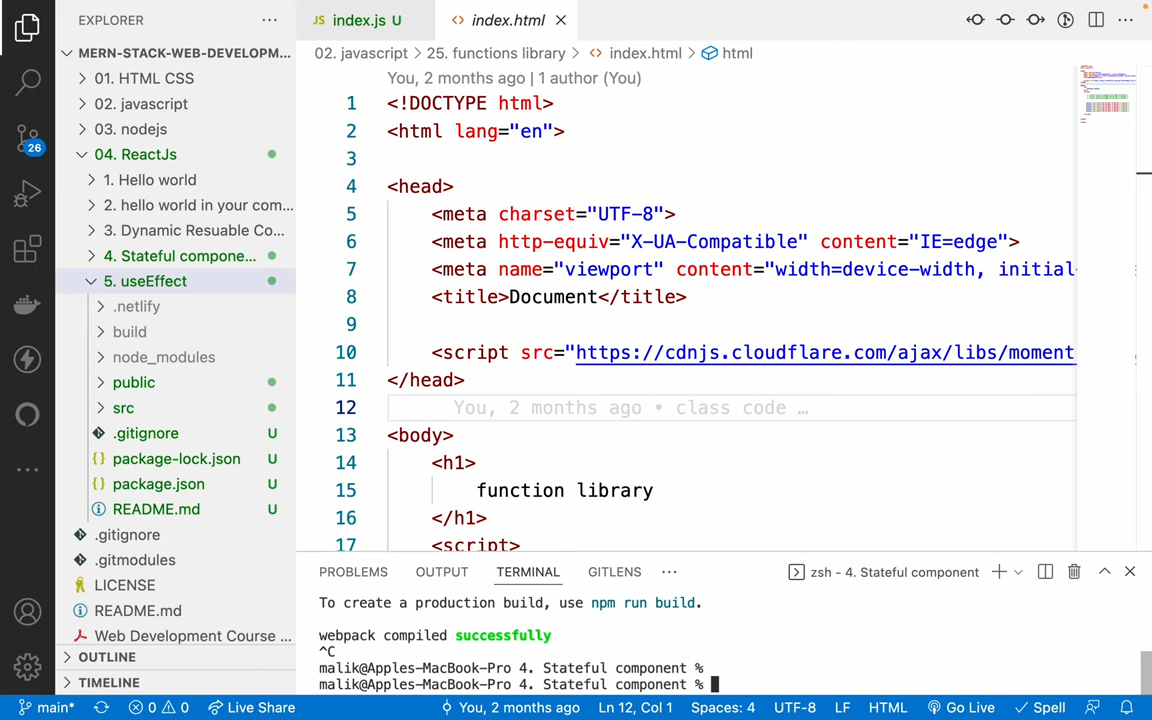 EXPLORER
MERN-STACK-WEB-DEVELOPM...
01. HTML CSS
02. javascript
03. nodejs
04. ReactJs
1. Hello world
2. hello world in your com...
3. Dynamic Resuable Co...
4. Stateful compone...
5. useEffect
.netlify
build
node_modules
public
src
.gitignore U
package-lock.json U
package.json U
README.md U
.gitignore
.gitmodules
LICENSE
README.md
Web Development Course ...
OUTLINE
TIMELINE
26
JS index.js U
index.html
02. javascript > 25. functions library > index.html > html
You, 2 months ago | 1 author (You)
1 <!DOCTYPE html>
2 <html lang="en">
3
4 <head>
5 <meta charset="UTF-8">
6 <meta http-equiv="X-UA-Compatible" content="IE=edge">
7 <meta name="viewport" content="width=device-width, initial-
8 <title>Document</title>
9
10 <script src="https://cdnjs.cloudflare.com/ajax/libs/moment
11 </head>
12 You, 2 months ago • class code …
13 <body>
14 <h1>
15 function library
16 </h1>
17 <script>
PROBLEMS OUTPUT TERMINAL GITLENS ... zsh - 4. Stateful component
To create a production build, use npm run build.
webpack compiled successfully
^C
malik@Apples-MacBook-Pro 4. Stateful component %
malik@Apples-MacBook-Pro 4. Stateful component %
main* 0 0 Live Share You, 2 months ago Ln 12, Col 1 Spaces: 4 UTF-8 LF HTML Go Live Spell